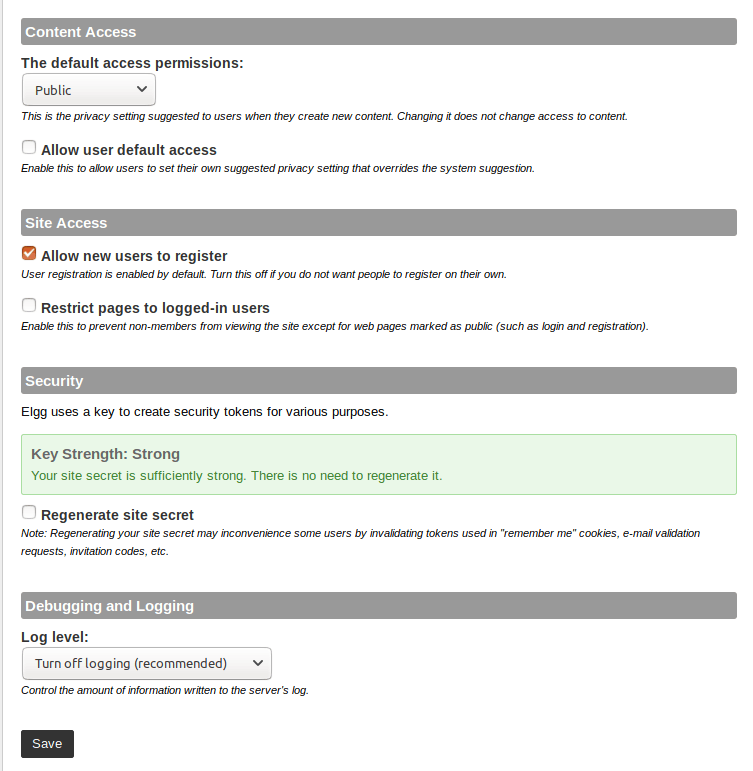 Content Access
The default access permissions:
Public
This is the privacy setting suggested to users when they create new content. Changing it does not change access to content.
Allow user default access
Enable this to allow users to set their own suggested privacy setting that overrides the system suggestion.
Site Access
Allow new users to register
User registration is enabled by default. Turn this off if you do not want people to register on their own.
Restrict pages to logged-in users
Enable this to prevent non-members from viewing the site except for web pages marked as public (such as login and registration).
Security
Elgg uses a key to create security tokens for various purposes.
Key Strength: Strong
Your site secret is sufficiently strong. There is no need to regenerate it.
Regenerate site secret
Note: Regenerating your site secret may inconvenience some users by invalidating tokens used in "remember me" cookies, e-mail validation
requests, invitation codes, etc.
Debugging and Logging
Log level:
Turn off logging (recommended)
Control the amount of information written to the server's log.
Save